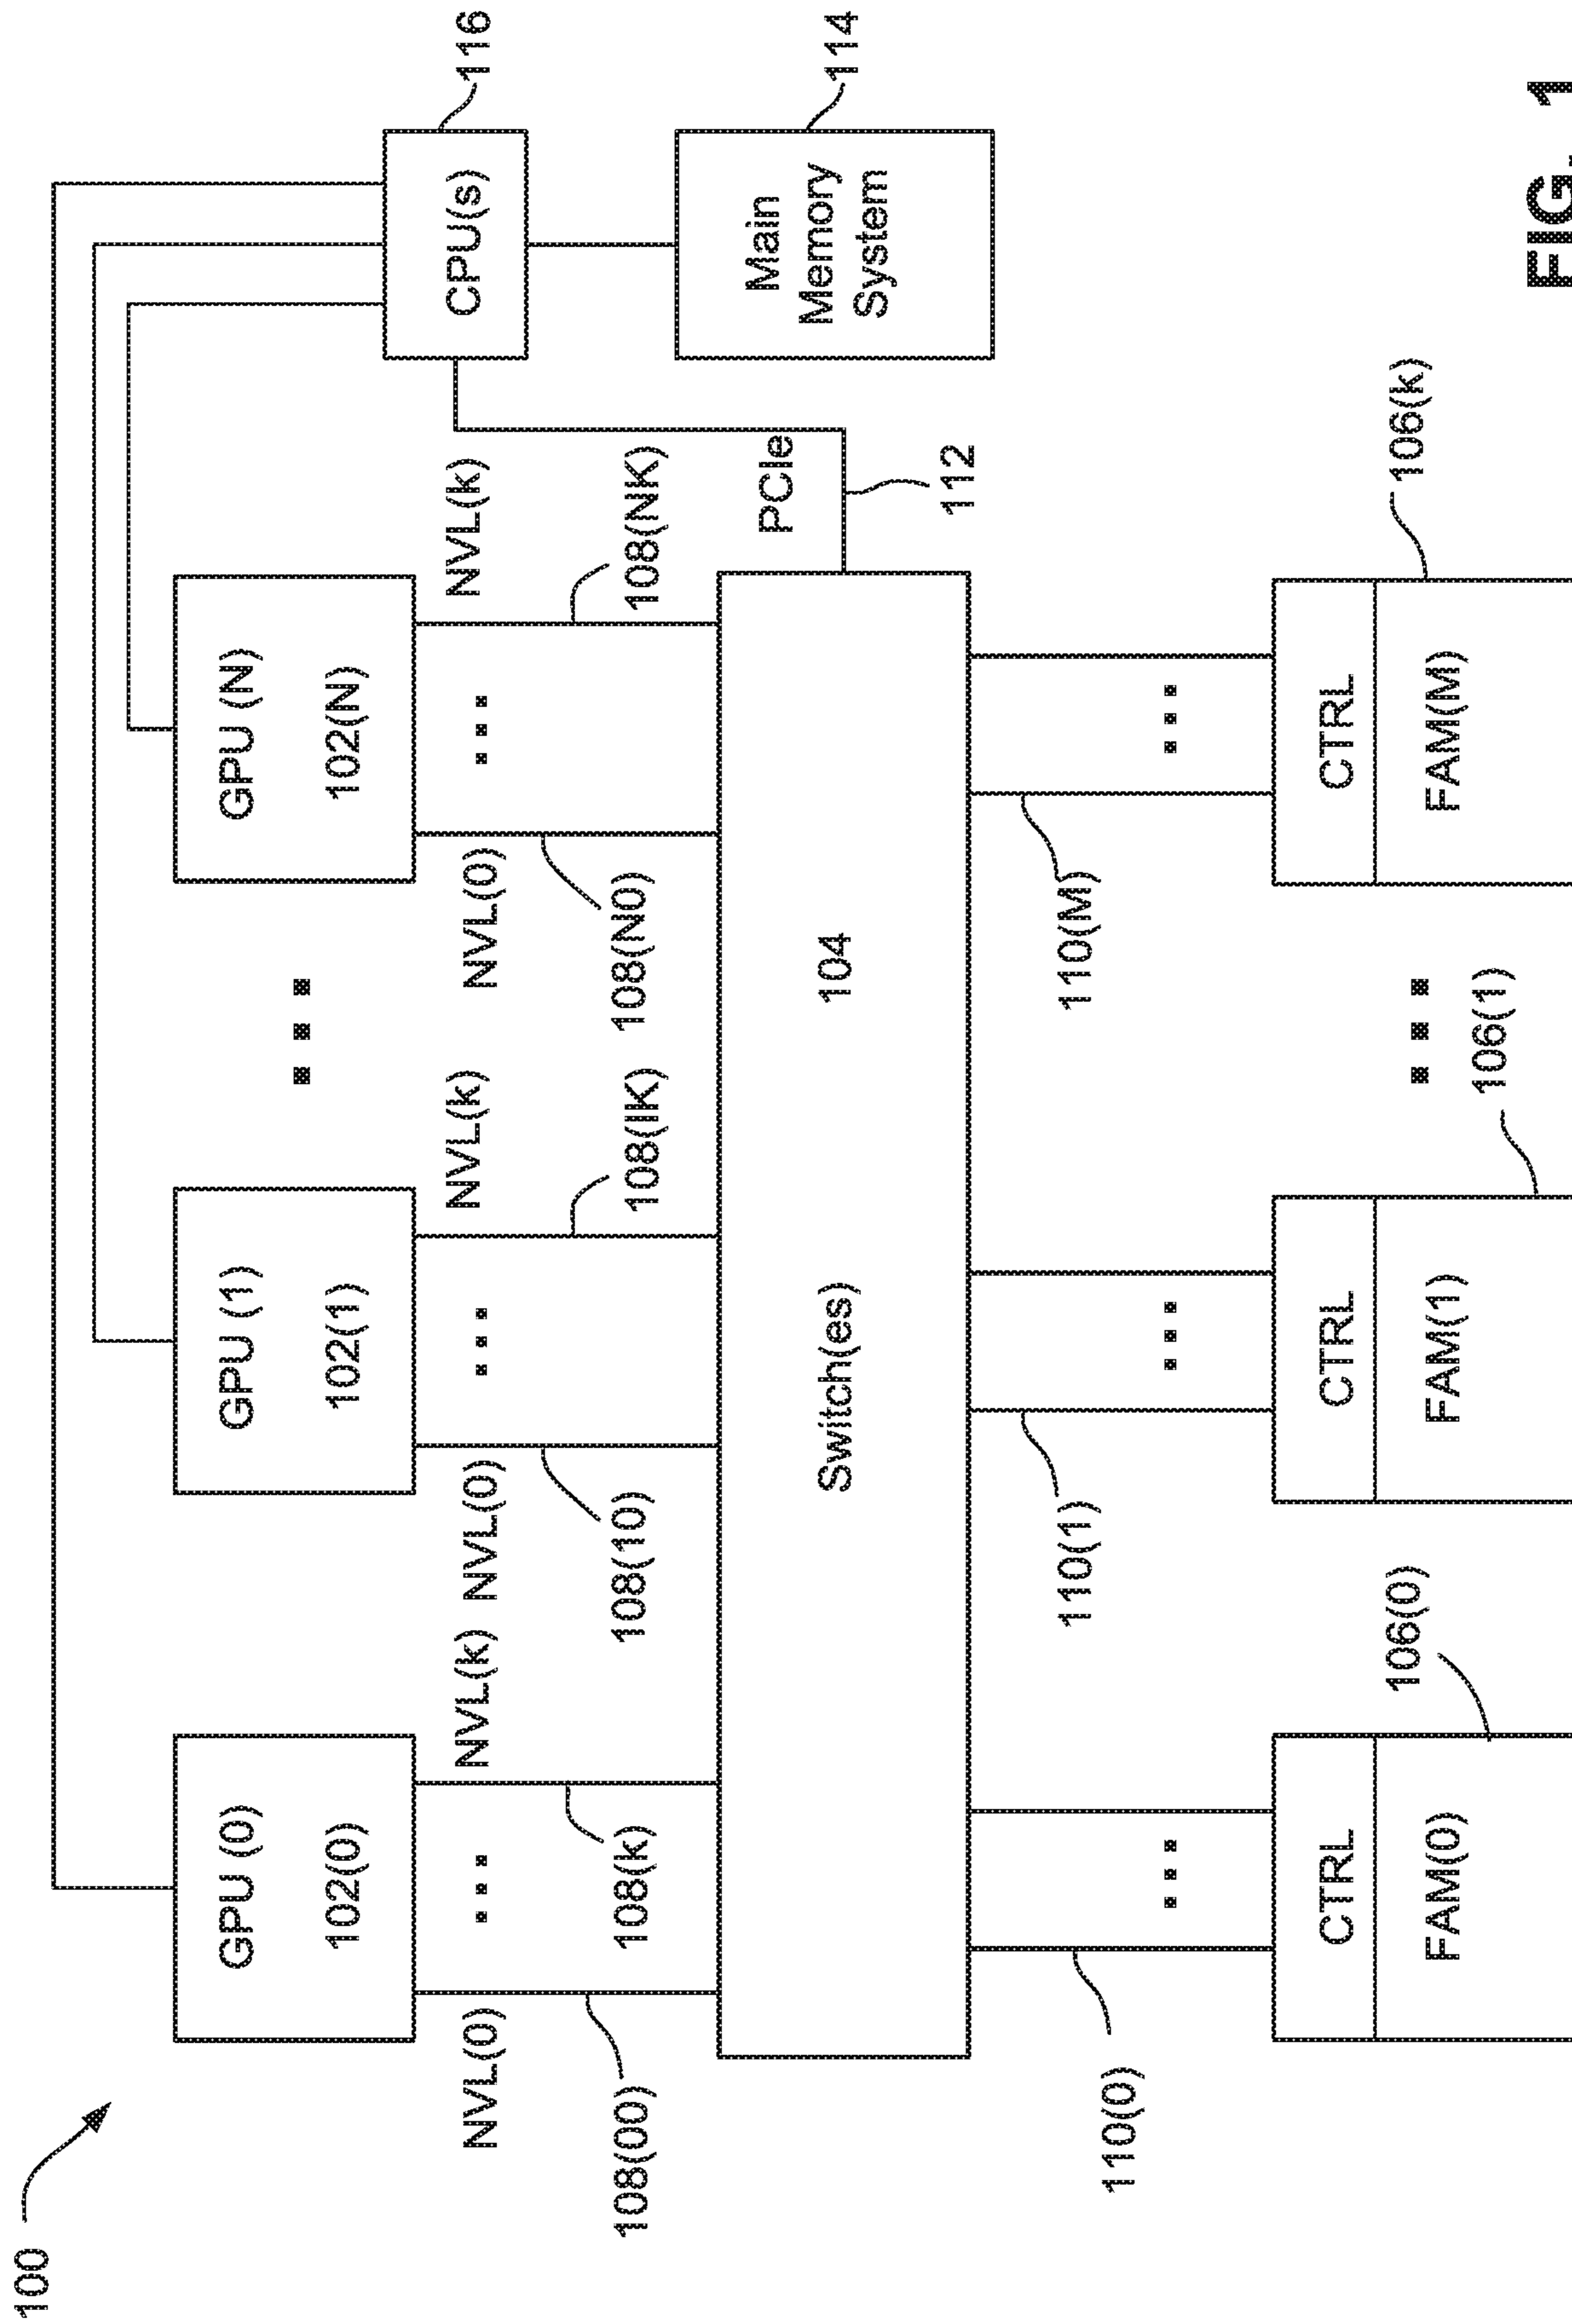 100
GPU (0)
102(0)
GPU (1)
102(1)
GPU (N)
102(N)
CPU(s)
116
NVL(0)
NVL(k)
NVL(0)
NVL(k)
NVL(0)
NVL(k)
108(00)
108(k)
108(10)
108(IK)
108(N0)
108(NK)
Main
Memory
System
114
PCIe
112
Switch(es)
104
110(0)
110(1)
110(M)
CTRL
FAM(0)
106(0)
CTRL
FAM(1)
106(1)
CTRL
FAM(M)
106(k)
FIG. 1